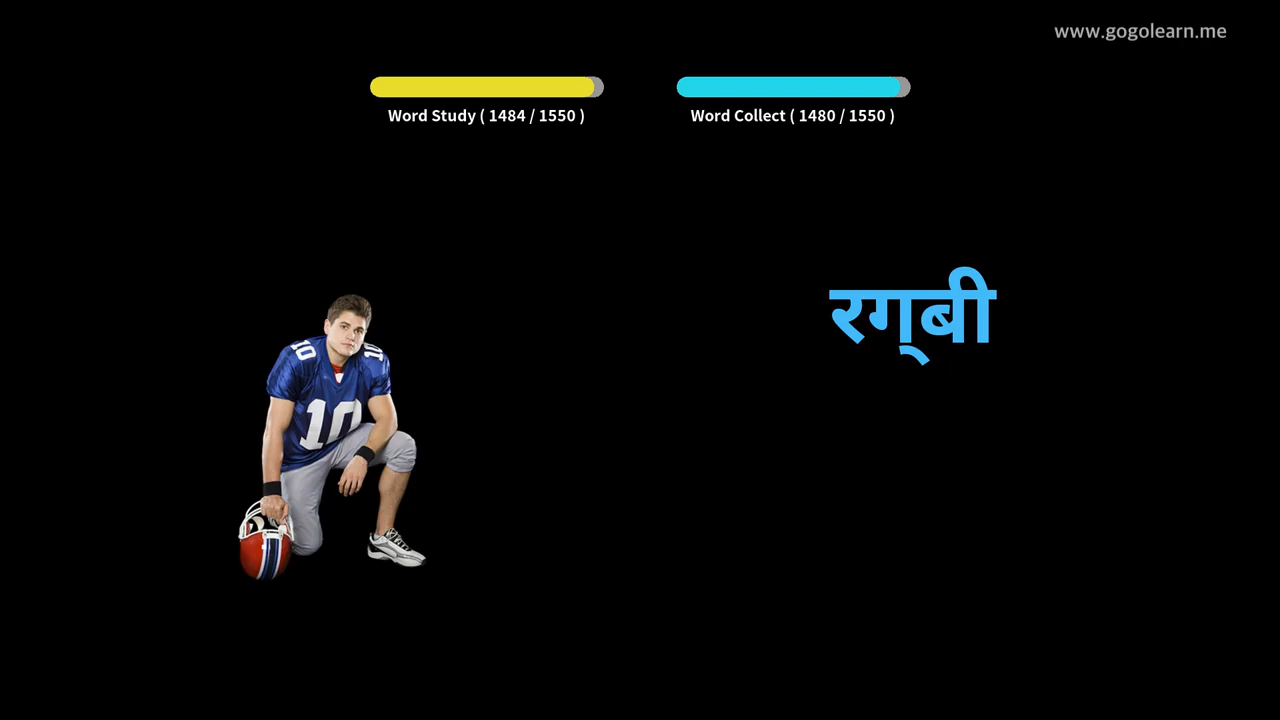 www.gogolearn.me
Word Study ( 1484 / 1550 )
Word Collect ( 1480 / 1550 )
रग्‌बी
10
10
10